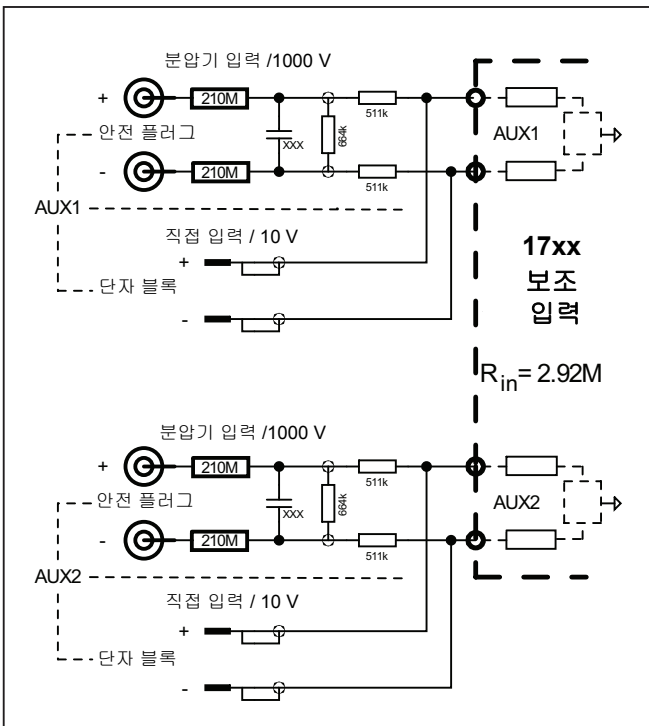 분압기 입력 /1000 V
+
210M
511k
안전 플러그
XXX
664k
AUX1
-
210M
511k
AUX1
직접 입력 / 10 V
+
17xx
보조
입력
단자 블록
-
Rin= 2.92M
분압기 입력 /1000 V
+
210M
511k
안전 플러그
XXX
664k
AUX2
-
210M
511k
AUX2
직접 입력 / 10 V
+
단자 블록
-